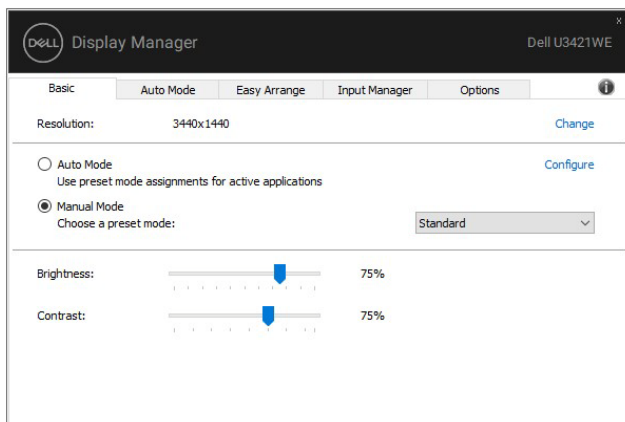 DELL Display Manager Dell U3421WE
Basic Auto Mode Easy Arrange Input Manager Options
Resolution: 3440x1440 Change
Auto Mode Configure
Use preset mode assignments for active applications
Manual Mode
Choose a preset mode: Standard
Brightness: 75%
Contrast: 75%